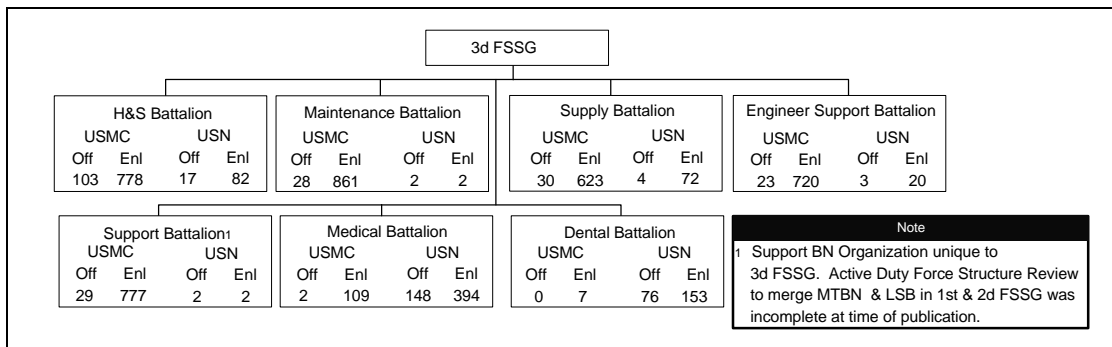 3d FSSG
H&S Battalion
USMC USN
Off Enl Off Enl
103 778 17 82
Maintenance Battalion
USMC USN
Off Enl Off Enl
28 861 2 2
Supply Battalion
USMC USN
Off Enl Off Enl
30 623 4 72
Engineer Support Battalion
USMC USN
Off Enl Off Enl
23 720 3 20
Support Battalion1
USMC USN
Off Enl Off Enl
29 777 2 2
Medical Battalion
USMC USN
Off Enl Off Enl
2 109 148 394
Dental Battalion
USMC USN
Off Enl Off Enl
0 7 76 153
Note
1 Support BN Organization unique to
3d FSSG. Active Duty Force Structure Review
to merge MTBN & LSB in 1st & 2d FSSG was
incomplete at time of publication.